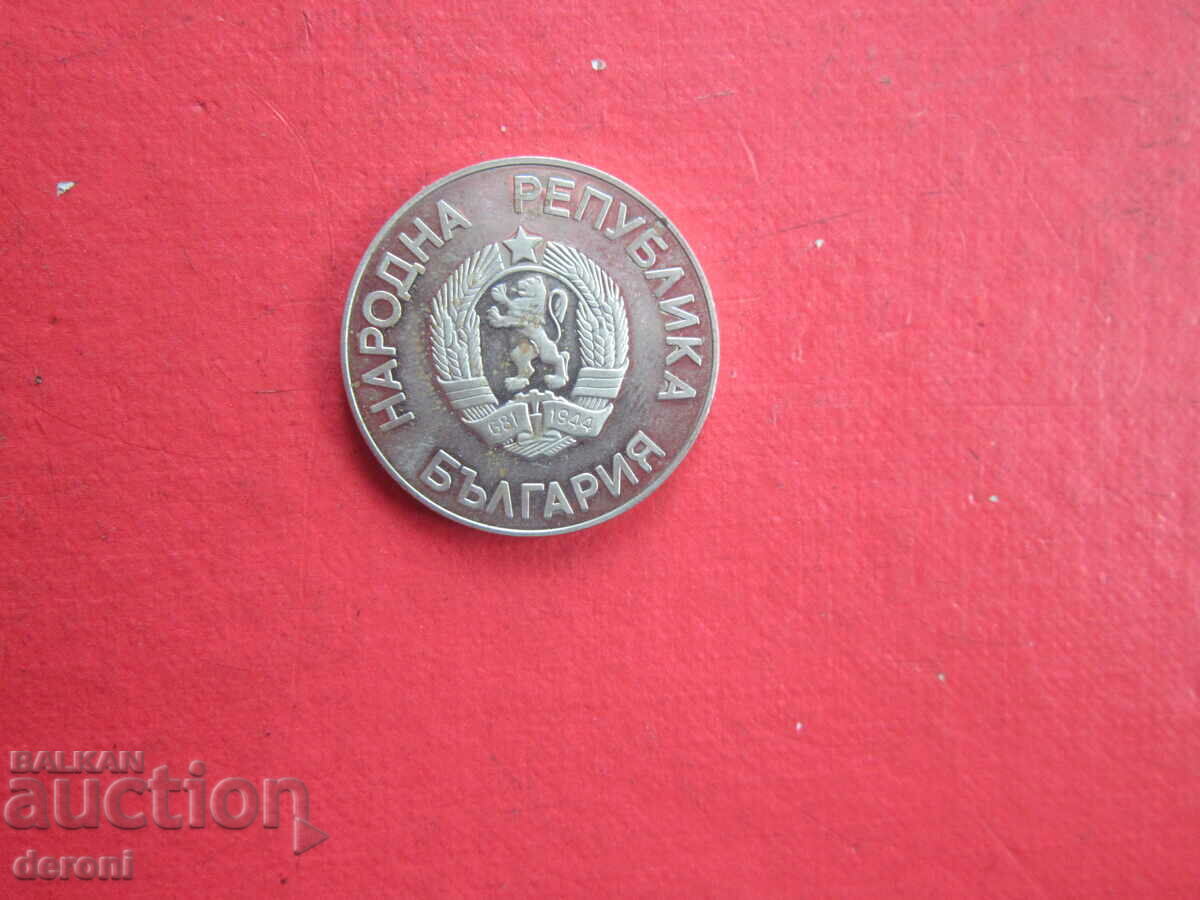 НАРОДНА РЕПУБЛИКА
БЪЛГАРИЯ
681 1944
BALKAN
auction
deroni